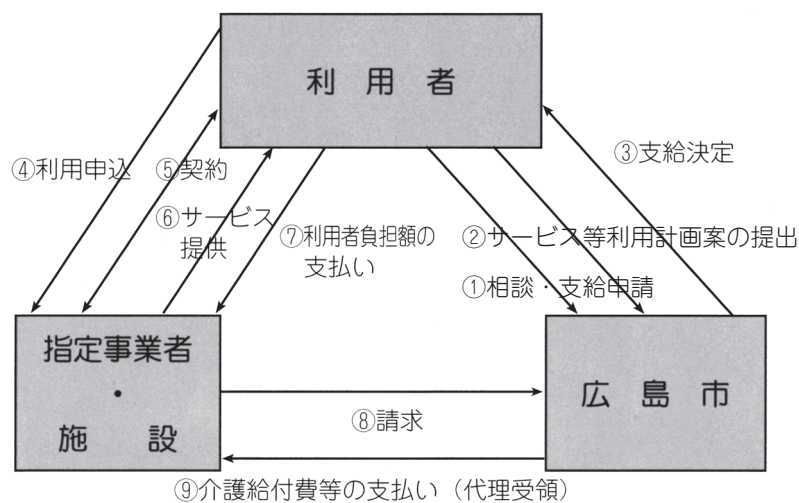 利用者
③支給決定
④利用申込
⑤契約
⑥サービス
提供
⑦利用者負担額の
支払い
②サービス等利用計画案の提出
①相談・支給申請
指定事業者
・
施設
広島市
⑧請求
⑨介護給付費等の支払い（代理受領）